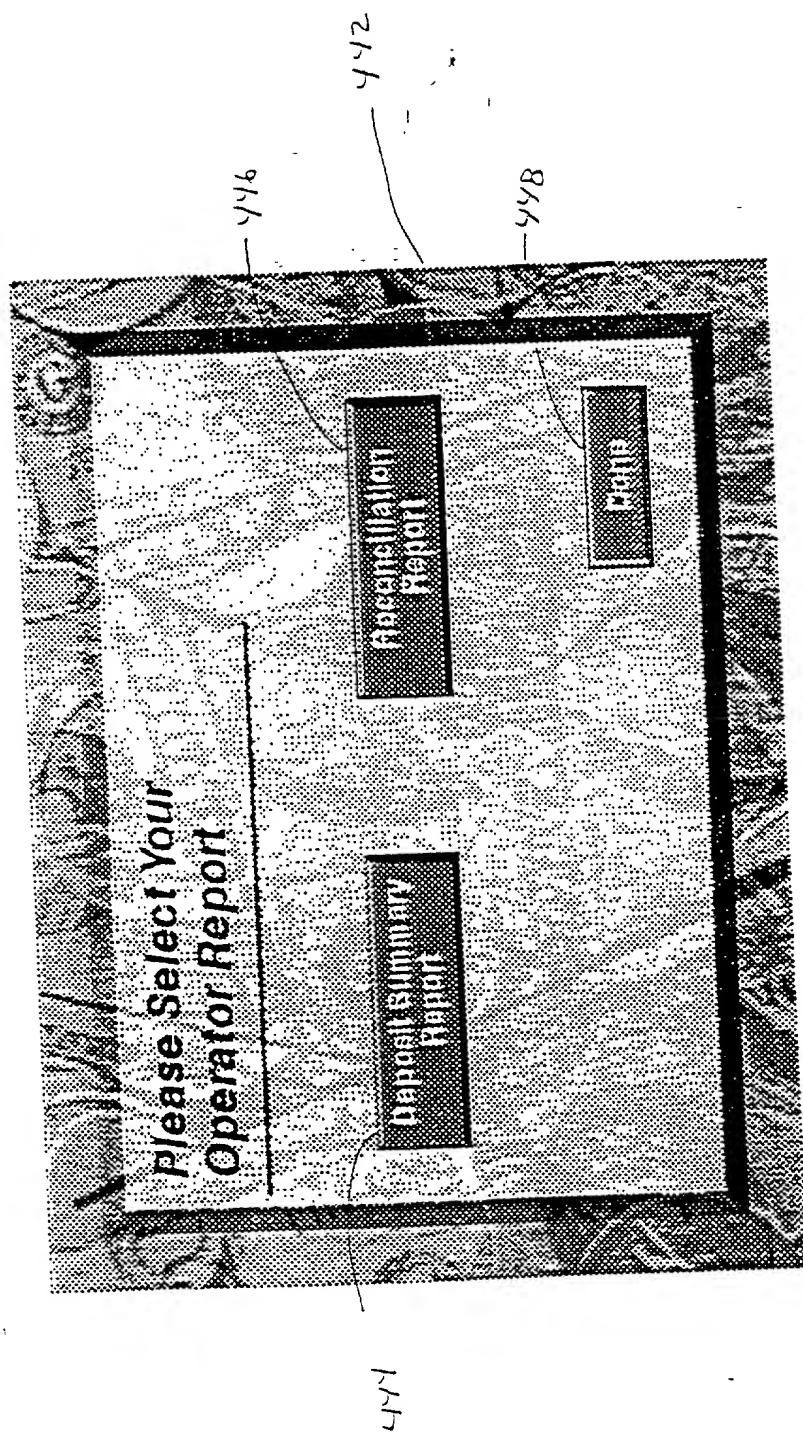 Please Select Your
Operator Report
Deposit Summary
Report
Reconciliation
Report
Done
442
444
446
448